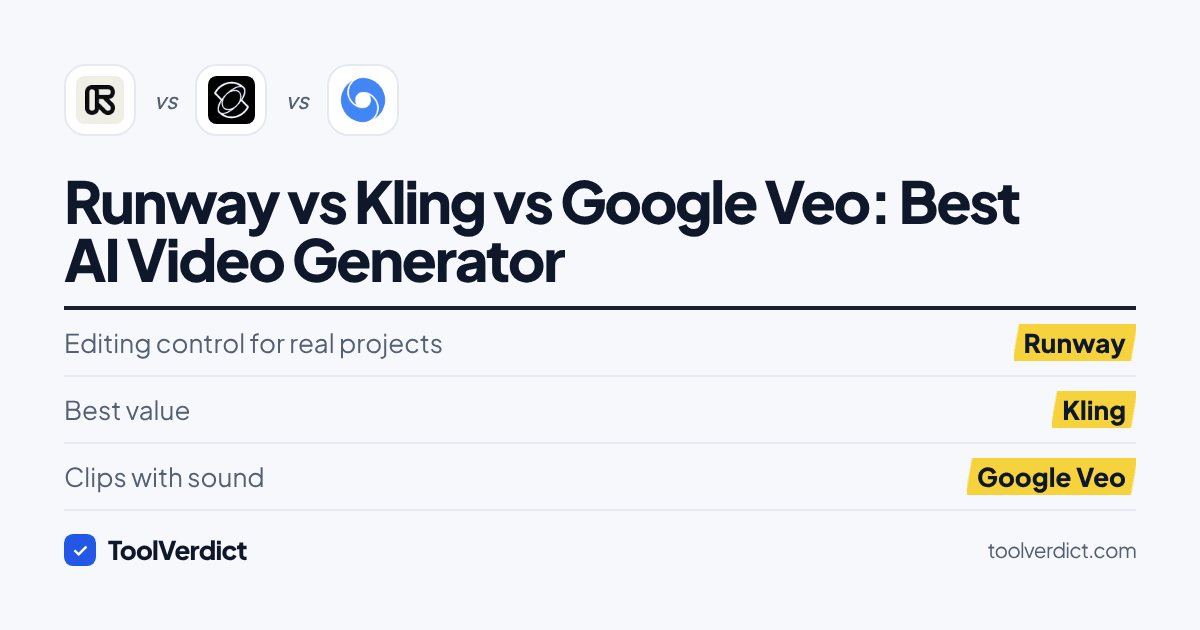 vs vs
Runway vs Kling vs Google Veo: Best
AI Video Generator
Editing control for real projects Runway
Best value Kling
Clips with sound Google Veo
ToolVerdict toolverdict.com